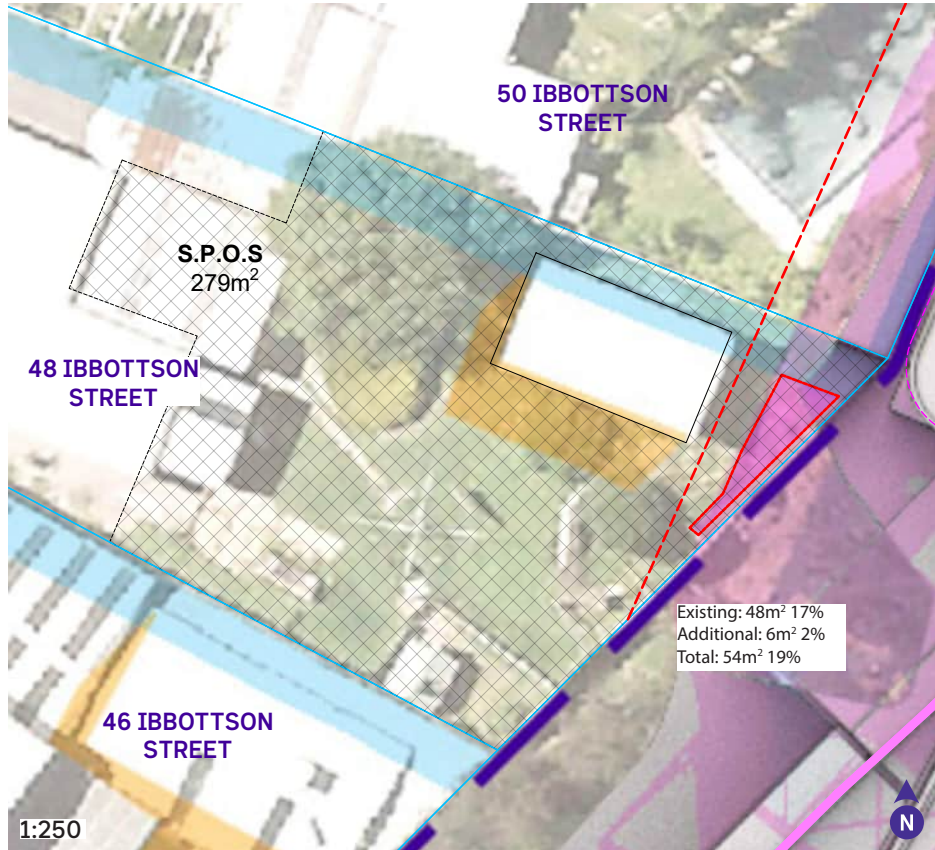 50 IBBOTTSON
STREET
S.P.O.S
279m²
48 IBBOTTSON
STREET
Existing: 48m² 17%
Additional: 6m² 2%
Total: 54m² 19%
46 IBBOTTSON
STREET
1:250
N